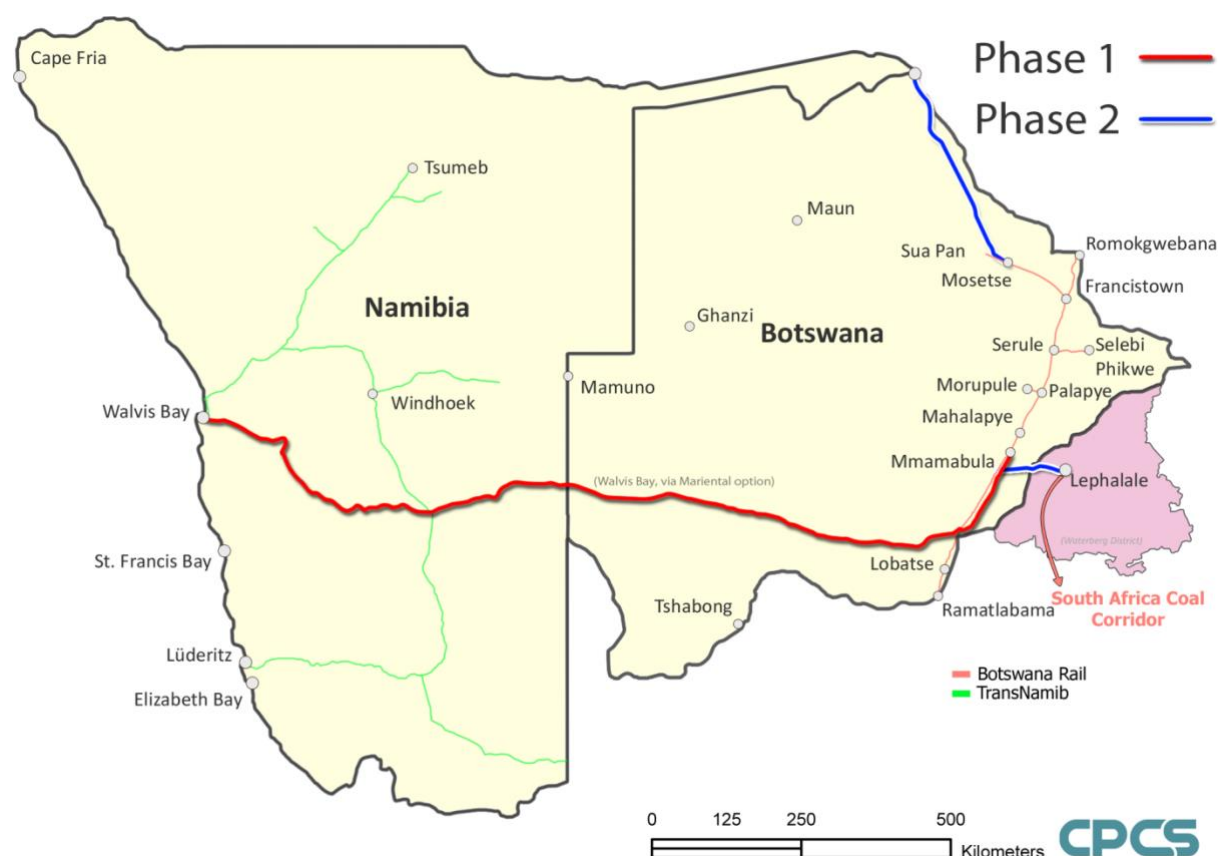 Cape Fria
Phase 1
Phase 2
Tsumeb
Maun
Romokgwebana
Sua Pan
Mosetse
Francistown
Namibia
Ghanzi
Botswana
Serule
Selebi
Phikwe
Mamuno
Morupule
Palapye
Windhoek
Walvis Bay
Mahalapye
Mmamabula
Lephalale
(Walvis Bay, via Mariental option)
(Waterberg District)
St. Francis Bay
Lobatse
Tshabong
Ramatlabama
South Africa Coal
Corridor
Lüderitz
Elizabeth Bay
Botswana Rail
TransNamib
0 125 250 500
Kilometers
CPCS